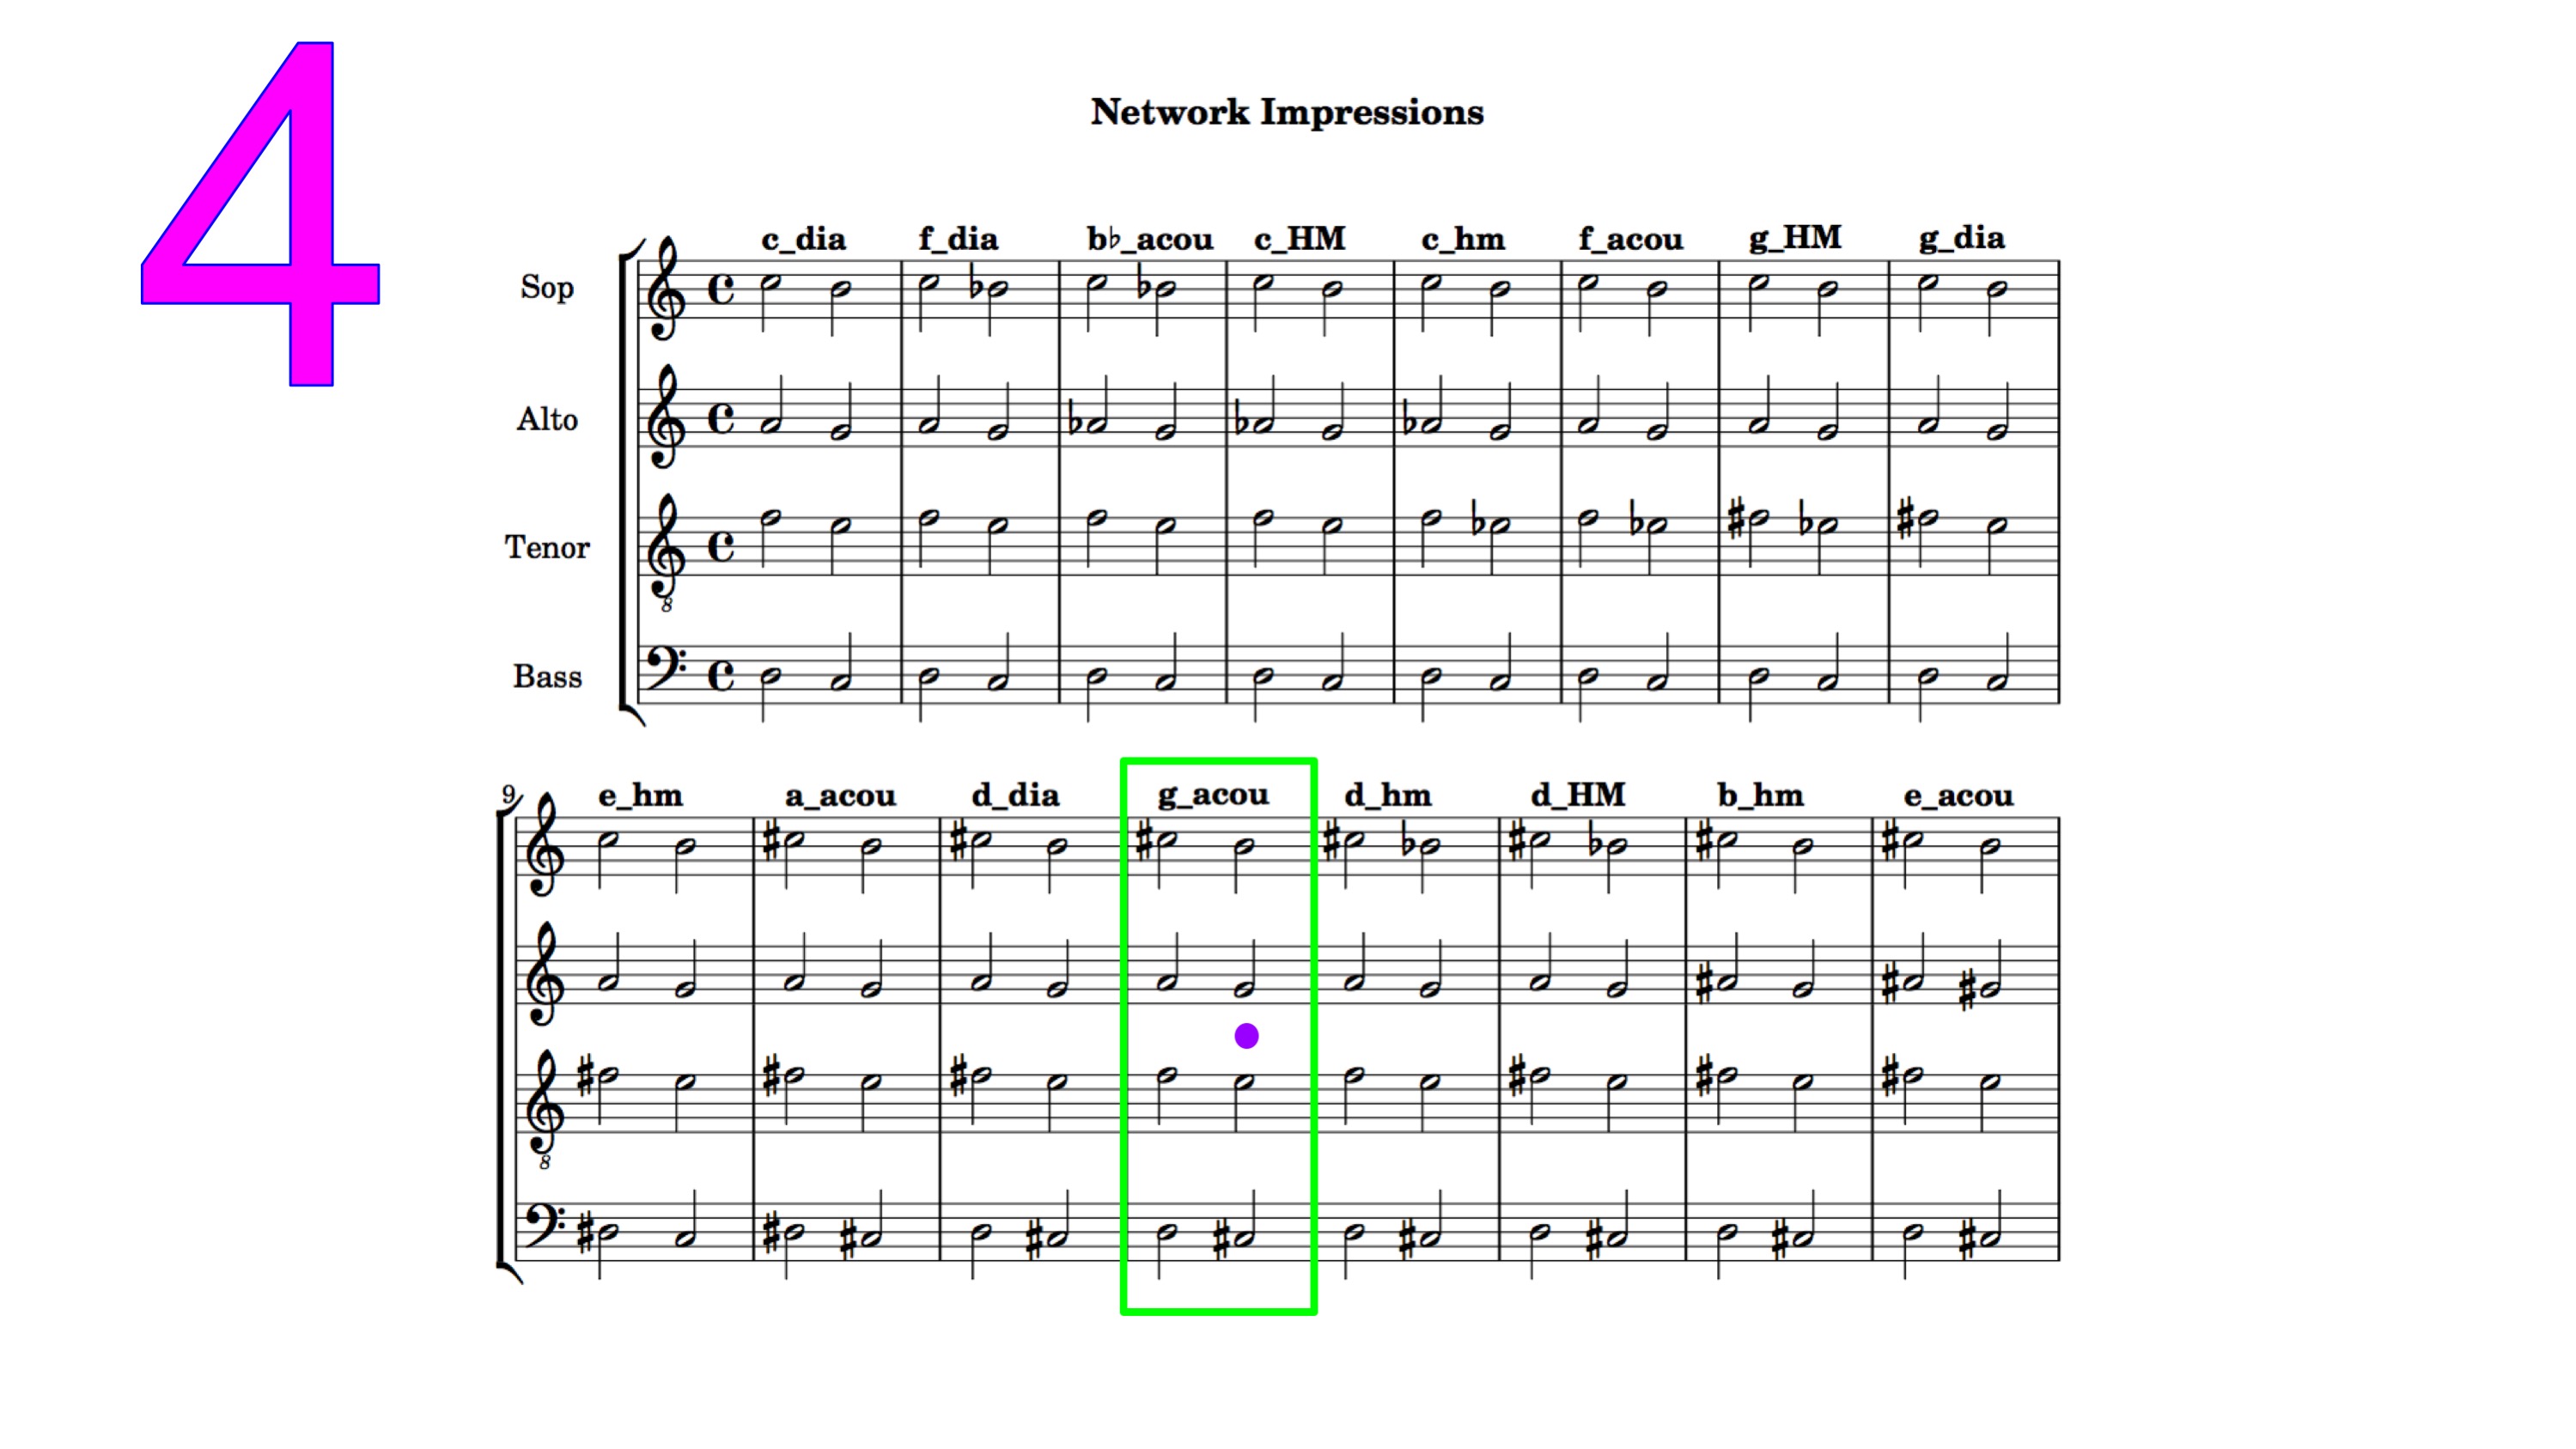 4
Network Impressions
c_dia f_dia b♭_acou c_HM c_hm f_acou g_HM g_dia
Sop
Alto
Tenor
8
Bass
9 e_hm a_acou d_dia g_acou d_hm d_HM b_hm e_acou
8